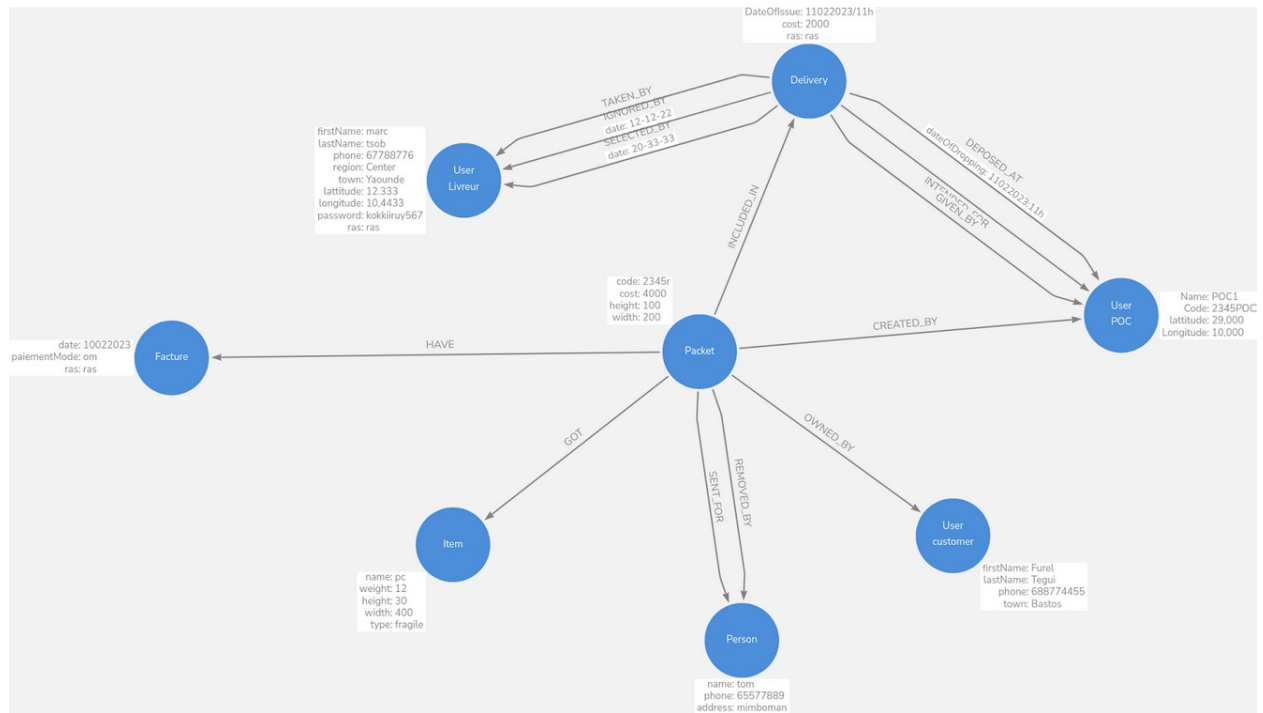 DateOfIssue: 11022023/11h
cost: 2000
ras: ras
Delivery
TAKEN_BY
IGNORED_BY
date: 12-12-22
SELECTED_BY
date: 20-33-33
firstName: marc
lastName: tsob
phone: 67788776
region: Center
town: Yaounde
lattitude: 12.333
longitude: 10,4433
password: kokkiiruy567
ras: ras
User
Livreur
DEPOSED_AT
dateOfDropping: 11022023:11h
INTENDED_FOR
GIVEN_BY
INCLUDED_IN
User
POC
Name: POC1
Code: 2345POC
lattitude: 29,000
Longitude: 10,000
code: 2345r
cost: 4000
height: 100
width: 200
Packet
CREATED_BY
HAVE
date: 10022023
paiementMode: om
ras: ras
Facture
GOT
SENT_FOR
REMOVED_BY
OWNED_BY
Item
name: pc
weight: 12
height: 30
width: 400
type: fragile
User
customer
firstName: Furel
lastName: Tegui
phone: 688774455
town: Bastos
Person
name: tom
phone: 65577889
address: mimboman